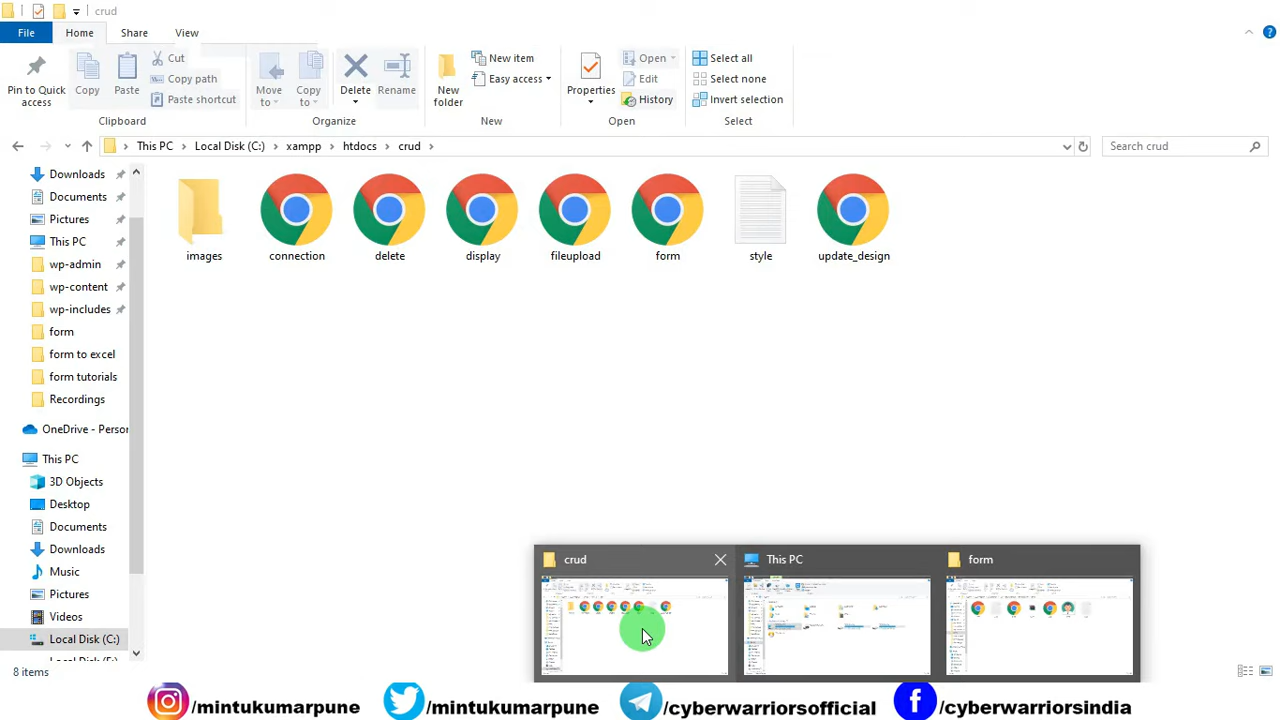 crud
File Home Share View
Pin to Quick access
Copy
Paste
Cut
Copy path
Paste shortcut
Clipboard
Move to
Copy to
Delete
Rename
Organize
New folder
New item
Easy access
New
Properties
Open
Edit
History
Open
Select all
Select none
Invert selection
Select
This PC > Local Disk (C:) > xampp > htdocs > crud >
Search crud
Downloads
Documents
Pictures
This PC
wp-admin
wp-content
wp-includes
form
form to excel
form tutorials
Recordings
OneDrive - Person
This PC
3D Objects
Desktop
Documents
Downloads
Music
Pictures
Videos
Local Disk (C:)
images connection delete display fileupload form style update_design
crud This PC form
8 items
/mintukumarpune /mintukumarpune /cyberwarriorsofficial /cyberwarriorsindia